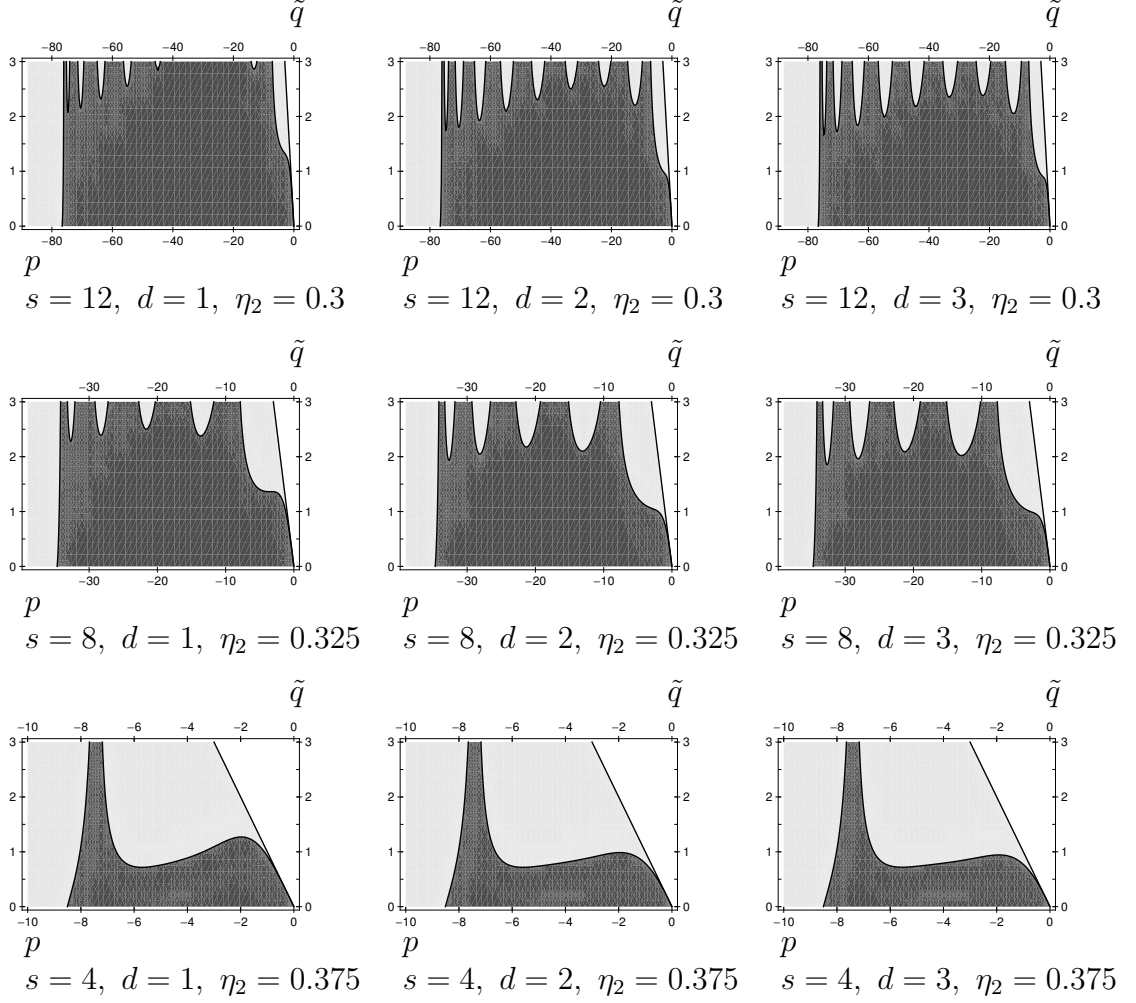 q̃ q̃ q̃
−80 −60 −40 −20 0 −80 −60 −40 −20 0 −80 −60 −40 −20 0
3 3 3 3 3 3
2 2 2 2 2 2
1 1 1 1 1 1
0 0 0 0 0 0
−80 −60 −40 −20 0 −80 −60 −40 −20 0 −80 −60 −40 −20 0
p p p
s = 12, d = 1, η₂ = 0.3 s = 12, d = 2, η₂ = 0.3 s = 12, d = 3, η₂ = 0.3
q̃ q̃ q̃
−30 −20 −10 0 −30 −20 −10 0 −30 −20 −10 0
3 3 3 3 3 3
2 2 2 2 2 2
1 1 1 1 1 1
0 0 0 0 0 0
−30 −20 −10 0 −30 −20 −10 0 −30 −20 −10 0
p p p
s = 8, d = 1, η₂ = 0.325 s = 8, d = 2, η₂ = 0.325 s = 8, d = 3, η₂ = 0.325
q̃ q̃ q̃
−10 −8 −6 −4 −2 0 −10 −8 −6 −4 −2 0 −10 −8 −6 −4 −2 0
3 3 3 3 3 3
2 2 2 2 2 2
1 1 1 1 1 1
0 0 0 0 0 0
−10 −8 −6 −4 −2 0 −10 −8 −6 −4 −2 0 −10 −8 −6 −4 −2 0
p p p
s = 4, d = 1, η₂ = 0.375 s = 4, d = 2, η₂ = 0.375 s = 4, d = 3, η₂ = 0.375